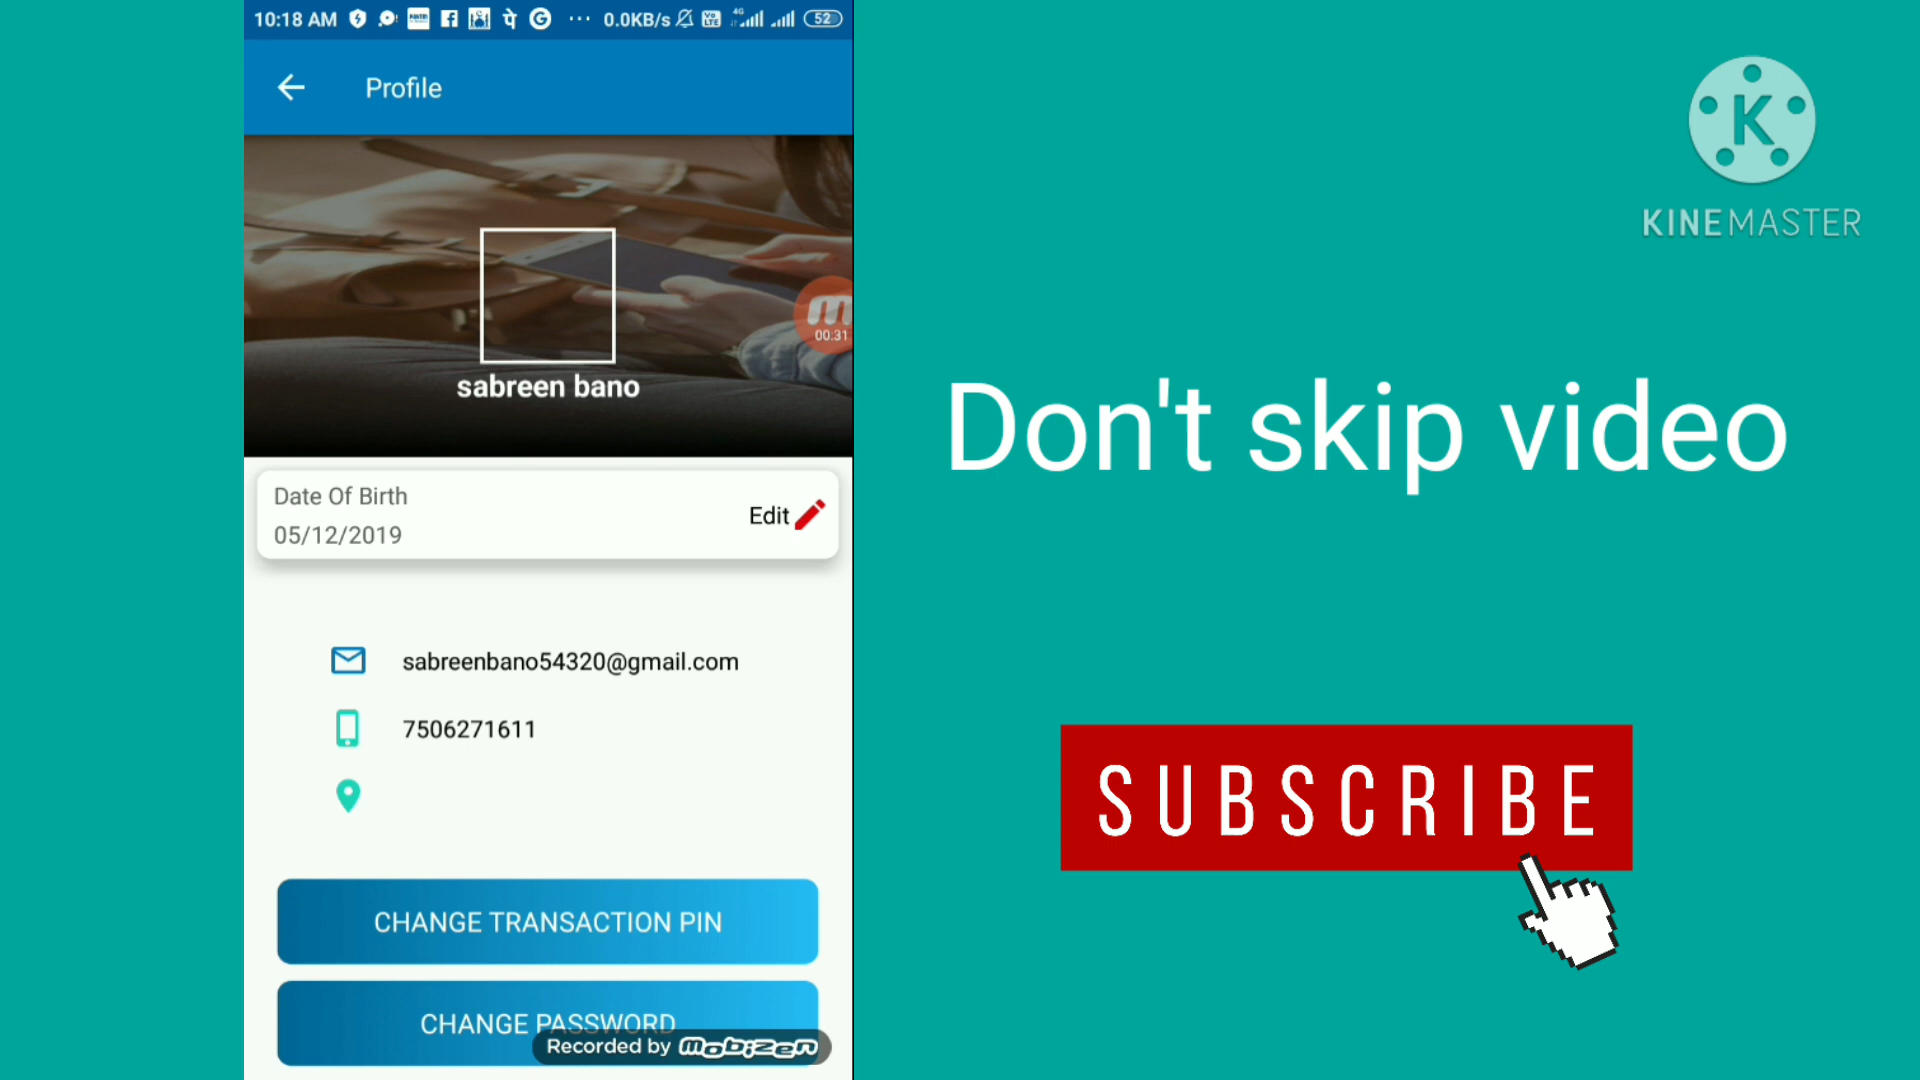 10:18 AM
0.0KB/s
4G
52
Profile
00:31
sabreen bano
Date Of Birth
05/12/2019
Edit
sabreenbano54320@gmail.com
7506271611
CHANGE TRANSACTION PIN
CHANGE PASSWORD
Recorded by mobizen
K
KINEMASTER
Don't skip video
SUBSCRIBE